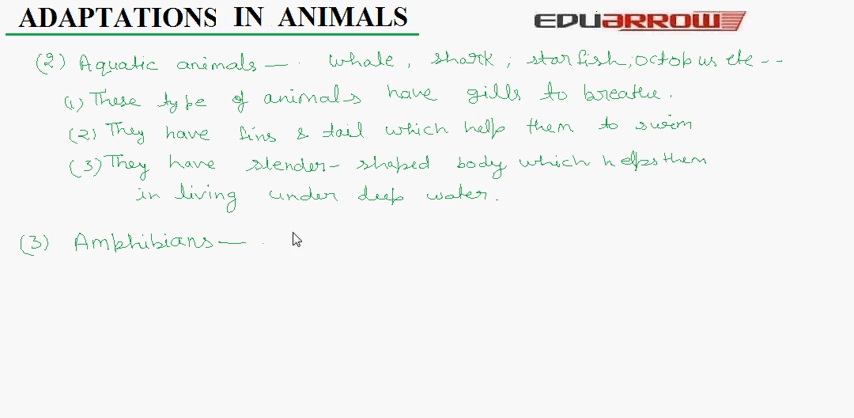 ADAPTATIONS IN ANIMALS
EDUARROW
(2) Aquatic animals — whale, shark, starfish, octopus etc --
(1) These type of animals have gills to breathe.
(2) They have fins & tail which help them to swim
(3) They have slender-shaped body which helps them
in living under deep water.
(3) Amphibians —